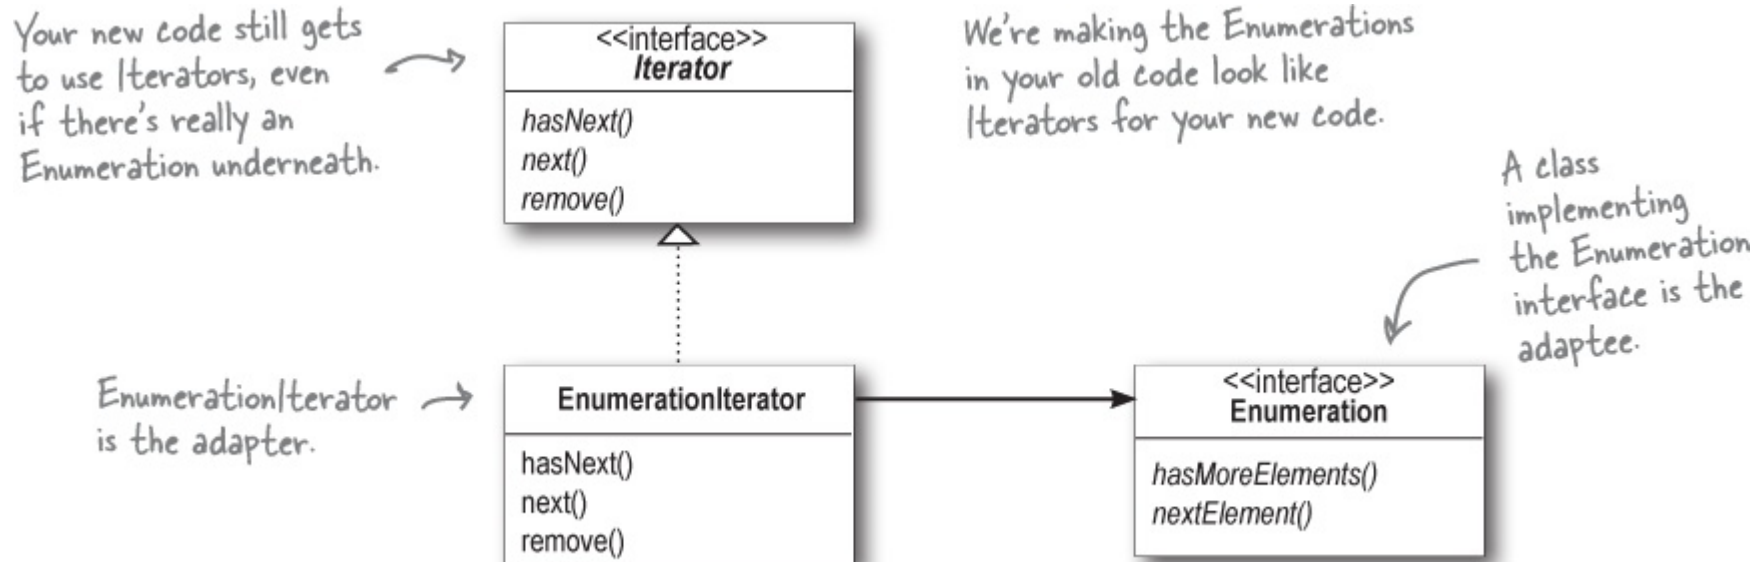 Your new code still gets
to use Iterators, even
if there's really an
Enumeration underneath.
<<interface>>
Iterator
hasNext()
next()
remove()
We're making the Enumerations
in your old code look like
Iterators for your new code.
A class
implementing
the Enumeration
interface is the
adaptee.
EnumerationIterator
is the adapter.
EnumerationIterator
hasNext()
next()
remove()
<<interface>>
Enumeration
hasMoreElements()
nextElement()